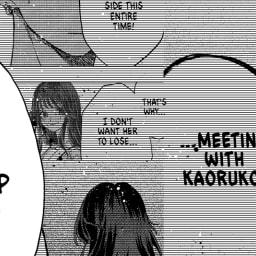 SIDE THIS
ENTIRE
TIME!
THAT'S
WHY...
I DON'T
WANT HER
TO LOSE...
...MEETIN
WITH
KAORUKO
P